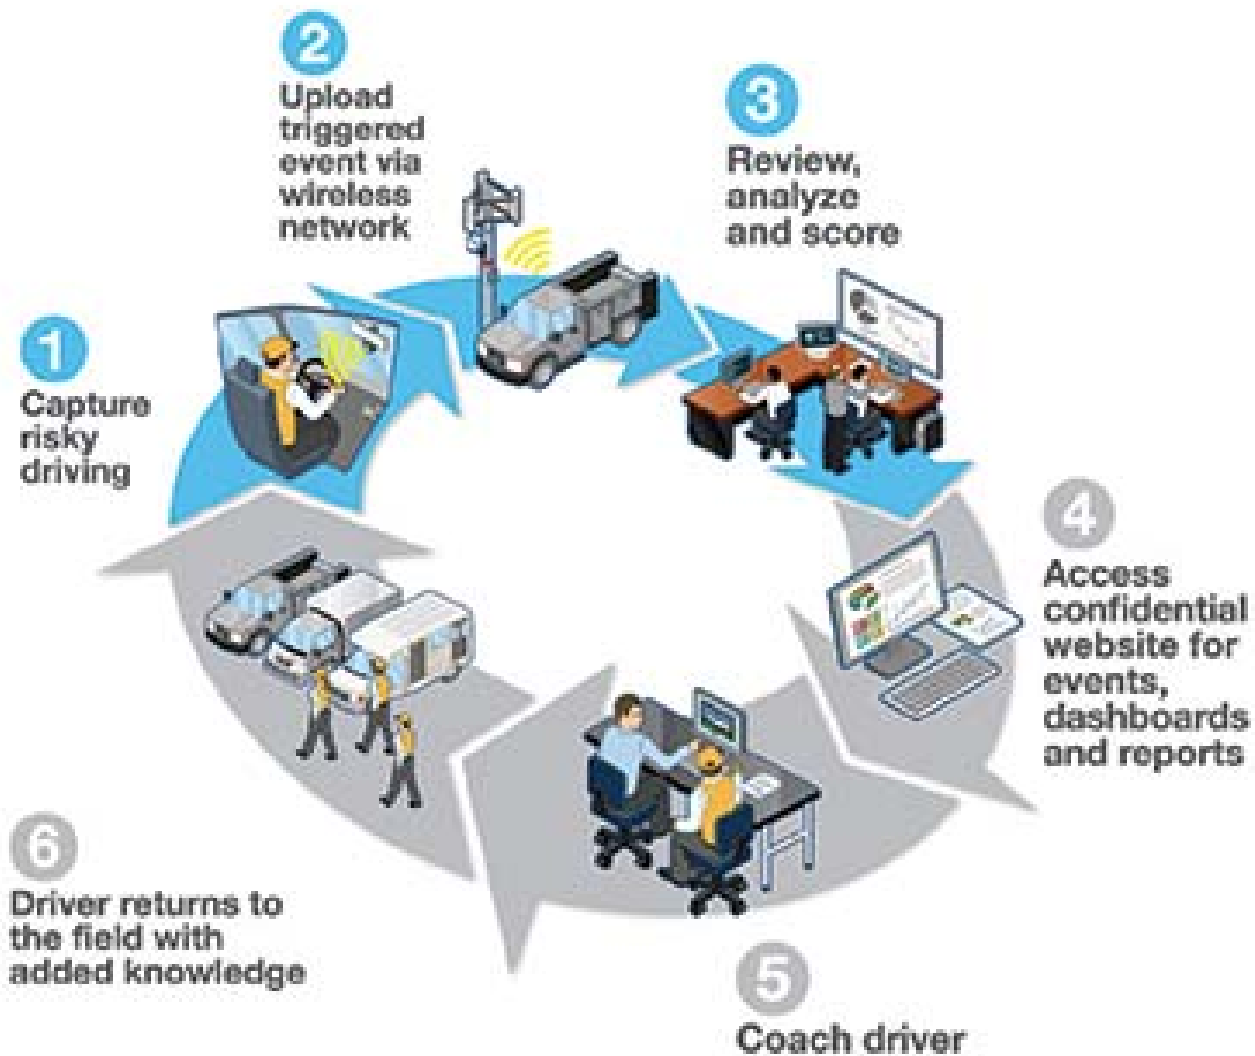 1
Capture
risky
driving
2
Upload
triggered
event via
wireless
network
3
Review,
analyze
and score
4
Access
confidential
website for
events,
dashboards
and reports
5
Coach driver
6
Driver returns to
the field with
added knowledge